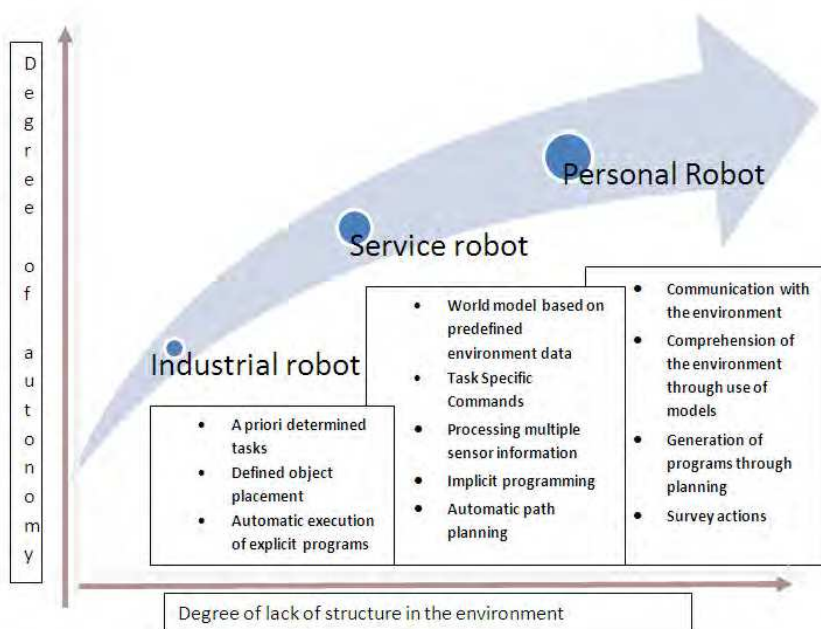 Degree of autonomy
Personal Robot
Service robot
Industrial robot
• A priori determined
tasks
• Defined object
placement
• Automatic execution
of explicit programs
• World model based on
predefined
environment data
• Task Specific
Commands
• Processing multiple
sensor information
• Implicit programming
• Automatic path
planning
• Communication with
the environment
• Comprehension of
the environment
through use of
models
• Generation of
programs through
planning
• Survey actions
Degree of lack of structure in the environment